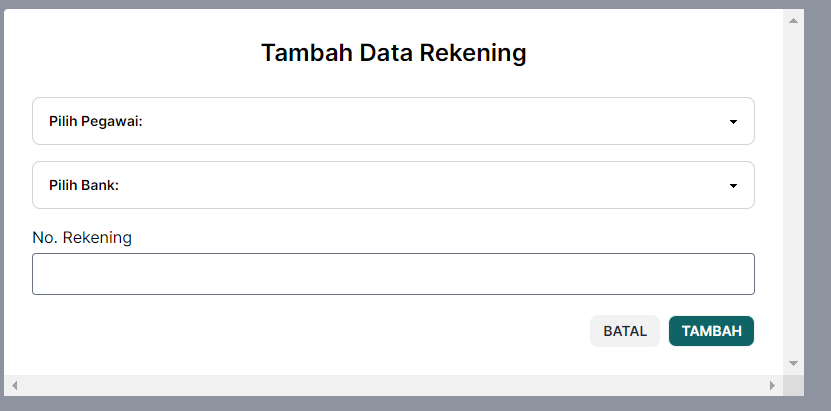 Tambah Data Rekening
Pilih Pegawai:
Pilih Bank:
No. Rekening
BATAL TAMBAH